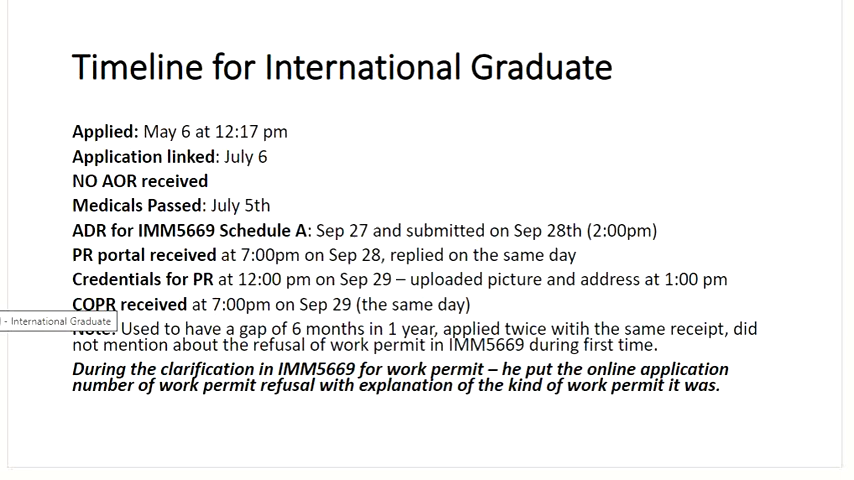 Timeline for International Graduate
Applied: May 6 at 12:17 pm
Application linked: July 6
NO AOR received
Medicals Passed: July 5th
ADR for IMM5669 Schedule A: Sep 27 and submitted on Sep 28th (2:00pm)
PR portal received at 7:00pm on Sep 28, replied on the same day
Credentials for PR at 12:00 pm on Sep 29 – uploaded picture and address at 1:00 pm
COPR received at 7:00pm on Sep 29 (the same day)
- International Graduate
Note: Used to have a gap of 6 months in 1 year, applied twice witih the same receipt, did
not mention about the refusal of work permit in IMM5669 during first time.
During the clarification in IMM5669 for work permit – he put the online application
number of work permit refusal with explanation of the kind of work permit it was.